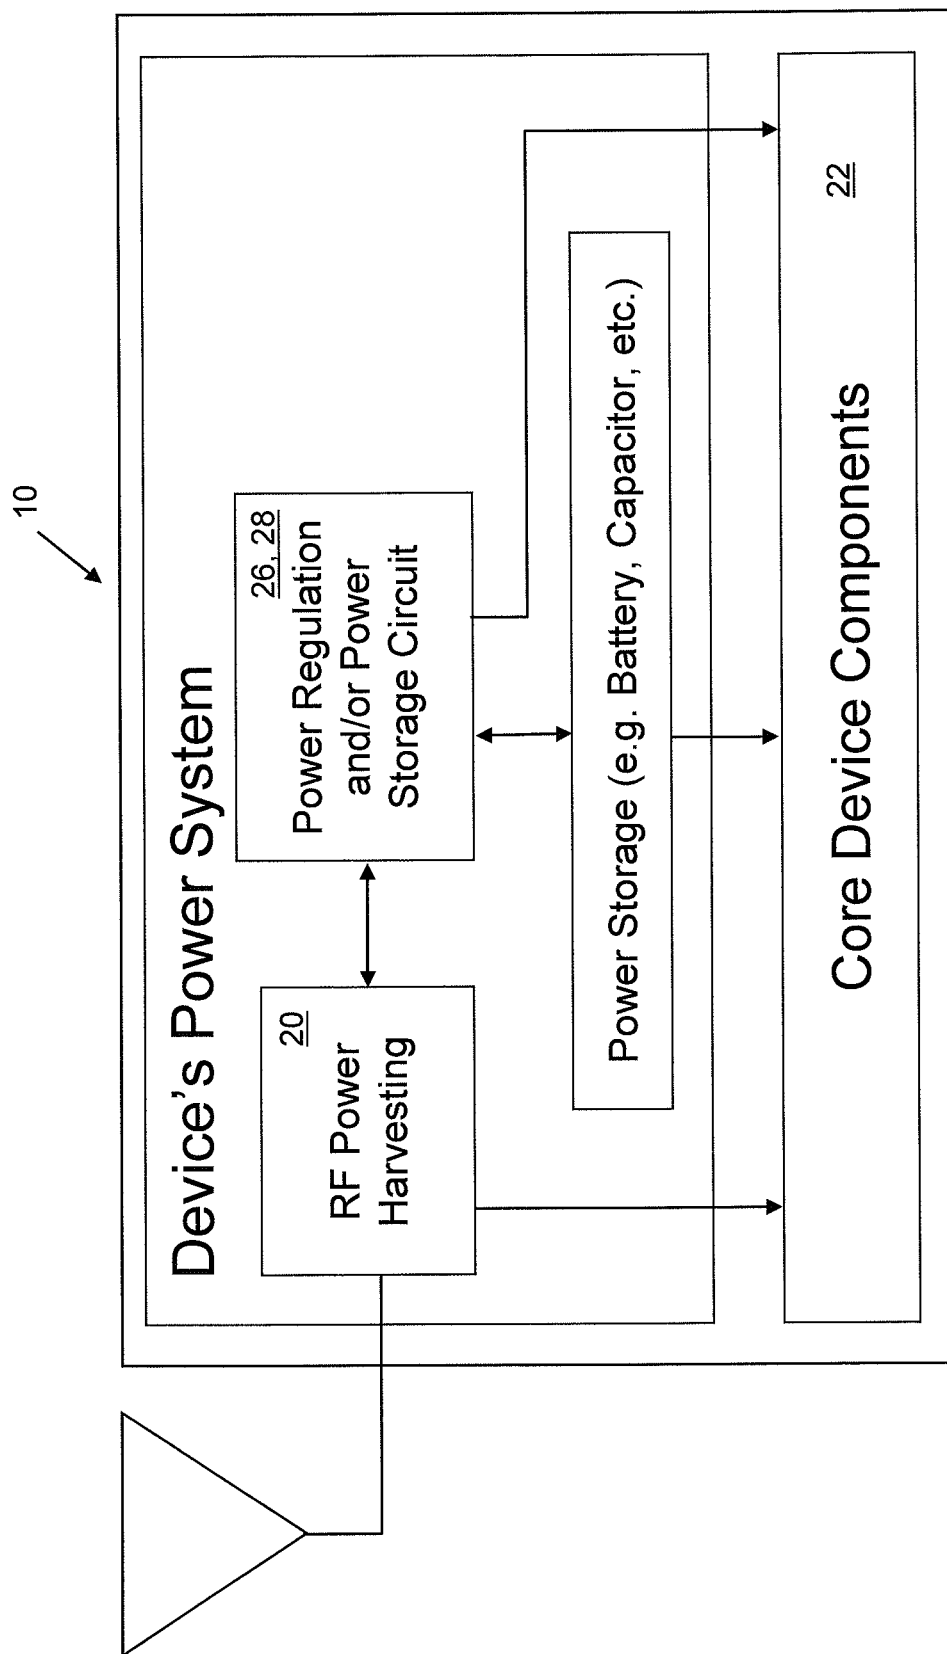 10
Device's Power System
20
RF Power
Harvesting
26, 28
Power Regulation
and/or Power
Storage Circuit
Power Storage (e.g. Battery, Capacitor, etc.)
Core Device Components
22